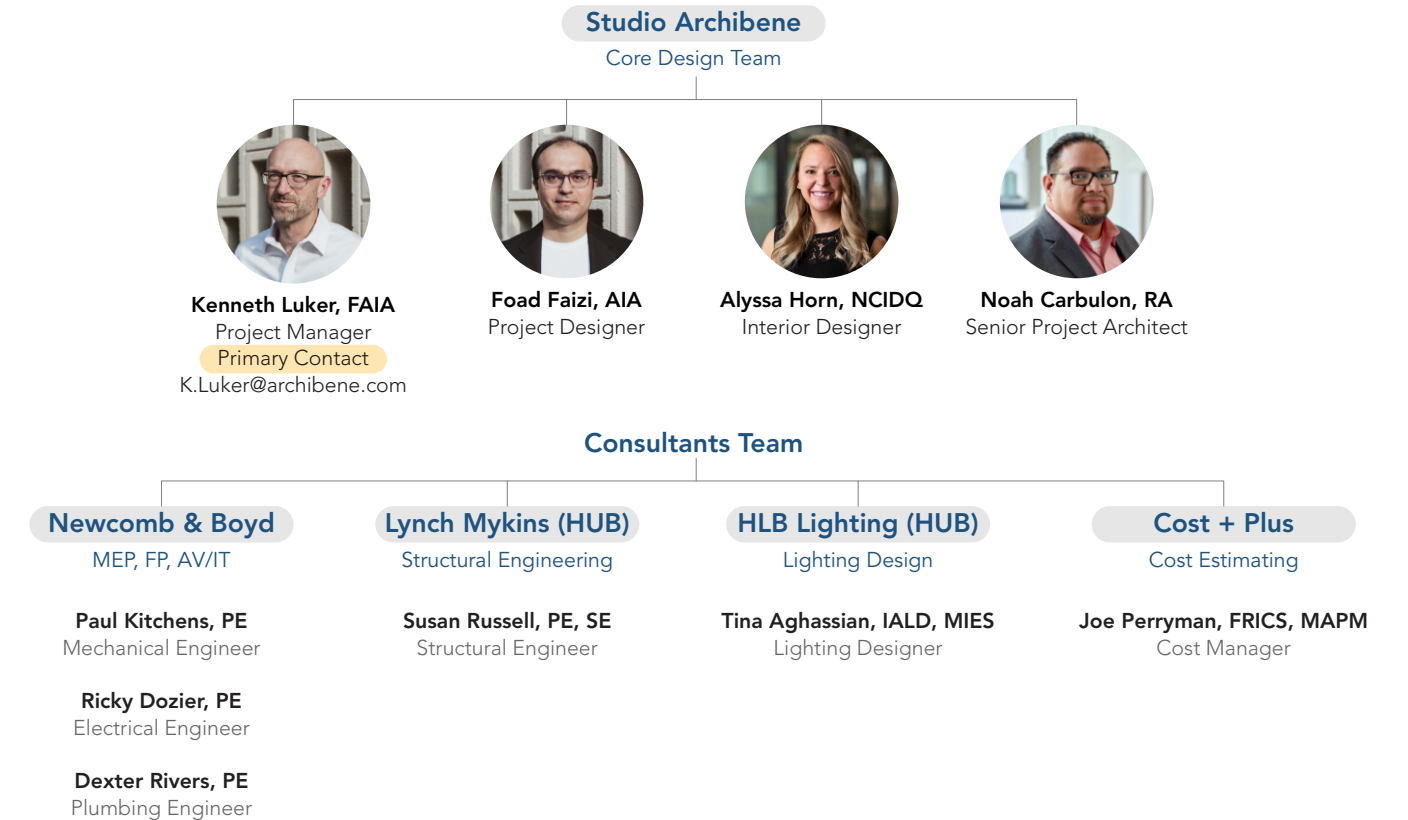 Studio Archibene
Core Design Team
Kenneth Luker, FAIA
Project Manager
Primary Contact
K.Luker@archibene.com
Foad Faizi, AIA
Project Designer
Alyssa Horn, NCIDQ
Interior Designer
Noah Carbulon, RA
Senior Project Architect
Consultants Team
Newcomb & Boyd
MEP, FP, AV/IT
Paul Kitchens, PE
Mechanical Engineer
Ricky Dozier, PE
Electrical Engineer
Dexter Rivers, PE
Plumbing Engineer
Lynch Mykins (HUB)
Structural Engineering
Susan Russell, PE, SE
Structural Engineer
HLB Lighting (HUB)
Lighting Design
Tina Aghassian, IALD, MIES
Lighting Designer
Cost + Plus
Cost Estimating
Joe Perryman, FRICS, MAPM
Cost Manager